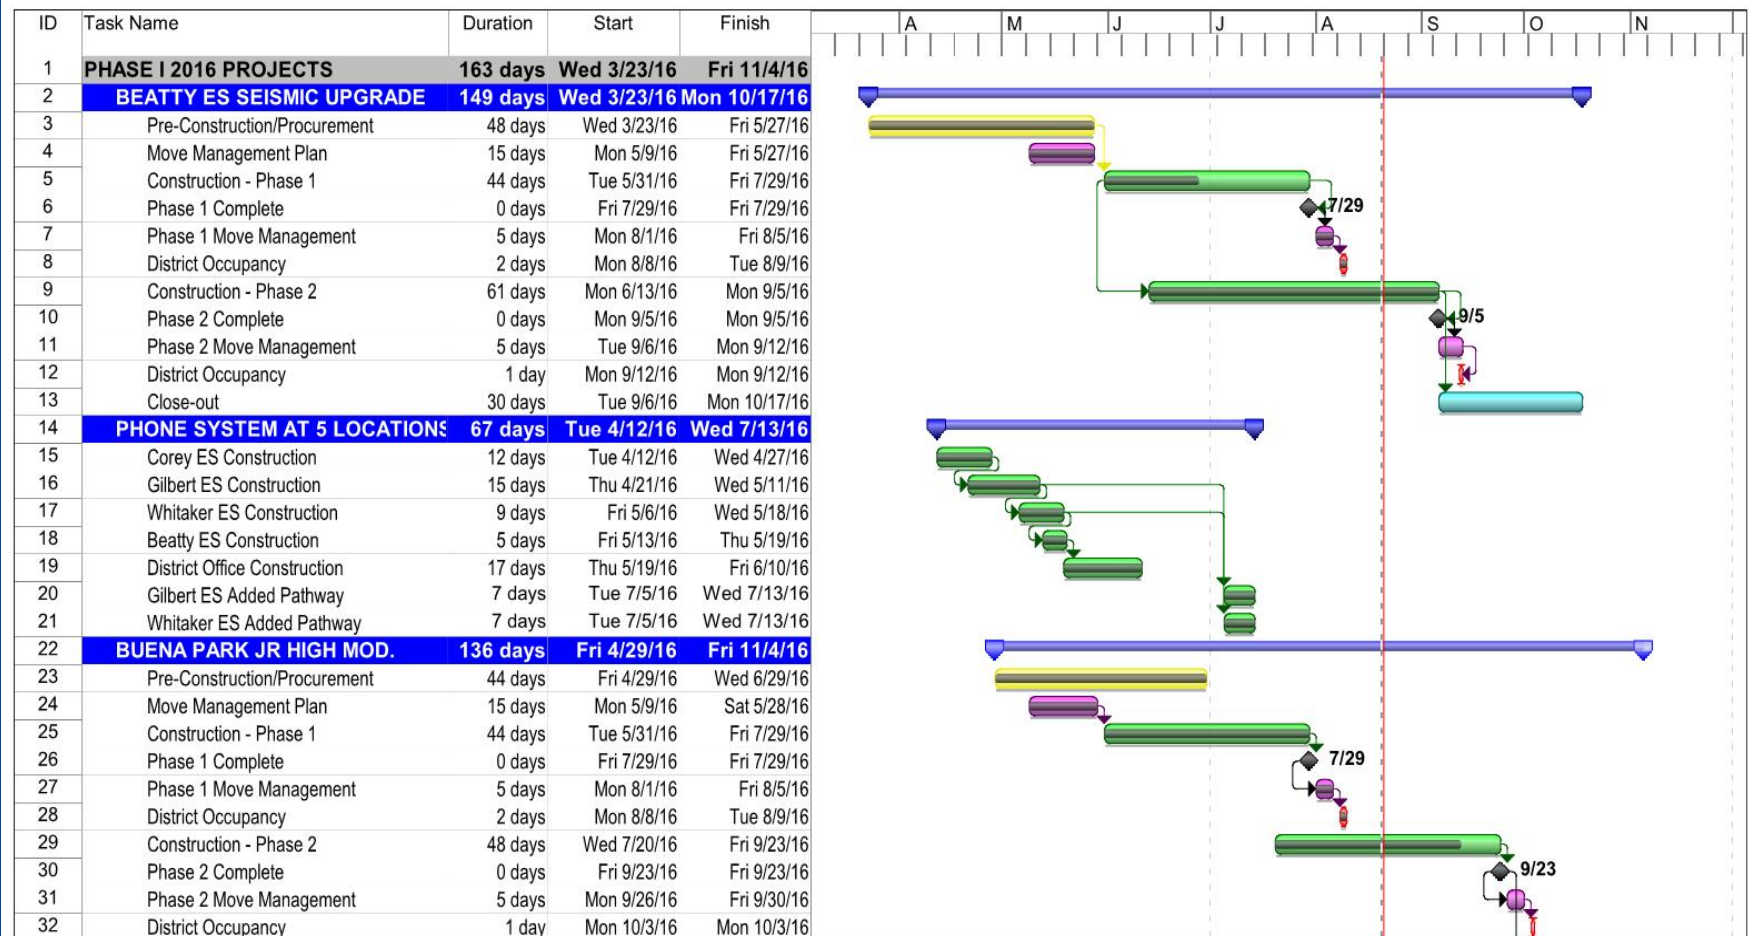 ID Task Name Duration Start Finish A M J J A S O N
1 PHASE I 2016 PROJECTS 163 days Wed 3/23/16 Fri 11/4/16
2 BEATTY ES SEISMIC UPGRADE 149 days Wed 3/23/16 Mon 10/17/16
3 Pre-Construction/Procurement 48 days Wed 3/23/16 Fri 5/27/16
4 Move Management Plan 15 days Mon 5/9/16 Fri 5/27/16
5 Construction - Phase 1 44 days Tue 5/31/16 Fri 7/29/16
6 Phase 1 Complete 0 days Fri 7/29/16 Fri 7/29/16 7/29
7 Phase 1 Move Management 5 days Mon 8/1/16 Fri 8/5/16
8 District Occupancy 2 days Mon 8/8/16 Tue 8/9/16
9 Construction - Phase 2 61 days Mon 6/13/16 Mon 9/5/16
10 Phase 2 Complete 0 days Mon 9/5/16 Mon 9/5/16 9/5
11 Phase 2 Move Management 5 days Tue 9/6/16 Mon 9/12/16
12 District Occupancy 1 day Mon 9/12/16 Mon 9/12/16
13 Close-out 30 days Tue 9/6/16 Mon 10/17/16
14 PHONE SYSTEM AT 5 LOCATIONS 67 days Tue 4/12/16 Wed 7/13/16
15 Corey ES Construction 12 days Tue 4/12/16 Wed 4/27/16
16 Gilbert ES Construction 15 days Thu 4/21/16 Wed 5/11/16
17 Whitaker ES Construction 9 days Fri 5/6/16 Wed 5/18/16
18 Beatty ES Construction 5 days Fri 5/13/16 Thu 5/19/16
19 District Office Construction 17 days Thu 5/19/16 Fri 6/10/16
20 Gilbert ES Added Pathway 7 days Tue 7/5/16 Wed 7/13/16
21 Whitaker ES Added Pathway 7 days Tue 7/5/16 Wed 7/13/16
22 BUENA PARK JR HIGH MOD. 136 days Fri 4/29/16 Fri 11/4/16
23 Pre-Construction/Procurement 44 days Fri 4/29/16 Wed 6/29/16
24 Move Management Plan 15 days Mon 5/9/16 Sat 5/28/16
25 Construction - Phase 1 44 days Tue 5/31/16 Fri 7/29/16
26 Phase 1 Complete 0 days Fri 7/29/16 Fri 7/29/16 7/29
27 Phase 1 Move Management 5 days Mon 8/1/16 Fri 8/5/16
28 District Occupancy 2 days Mon 8/8/16 Tue 8/9/16
29 Construction - Phase 2 48 days Wed 7/20/16 Fri 9/23/16
30 Phase 2 Complete 0 days Fri 9/23/16 Fri 9/23/16 9/23
31 Phase 2 Move Management 5 days Mon 9/26/16 Fri 9/30/16
32 District Occupancy 1 day Mon 10/3/16 Mon 10/3/16